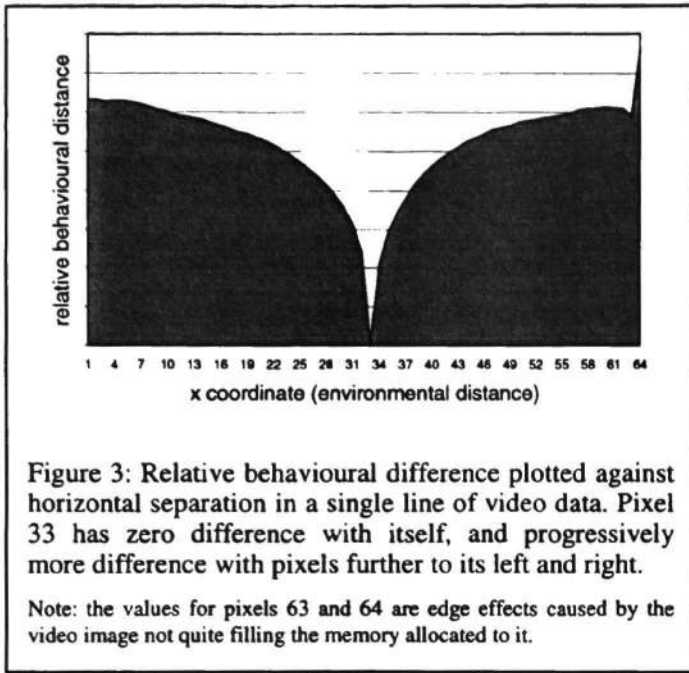 relative behavioural distance
1 4 7 10 13 16 19 22 25 28 31 34 37 40 43 46 49 52 55 58 61 64
x coordinate (environmental distance)
Figure 3: Relative behavioural difference plotted against
horizontal separation in a single line of video data. Pixel
33 has zero difference with itself, and progressively
more difference with pixels further to its left and right.
Note: the values for pixels 63 and 64 are edge effects caused by the
video image not quite filling the memory allocated to it.